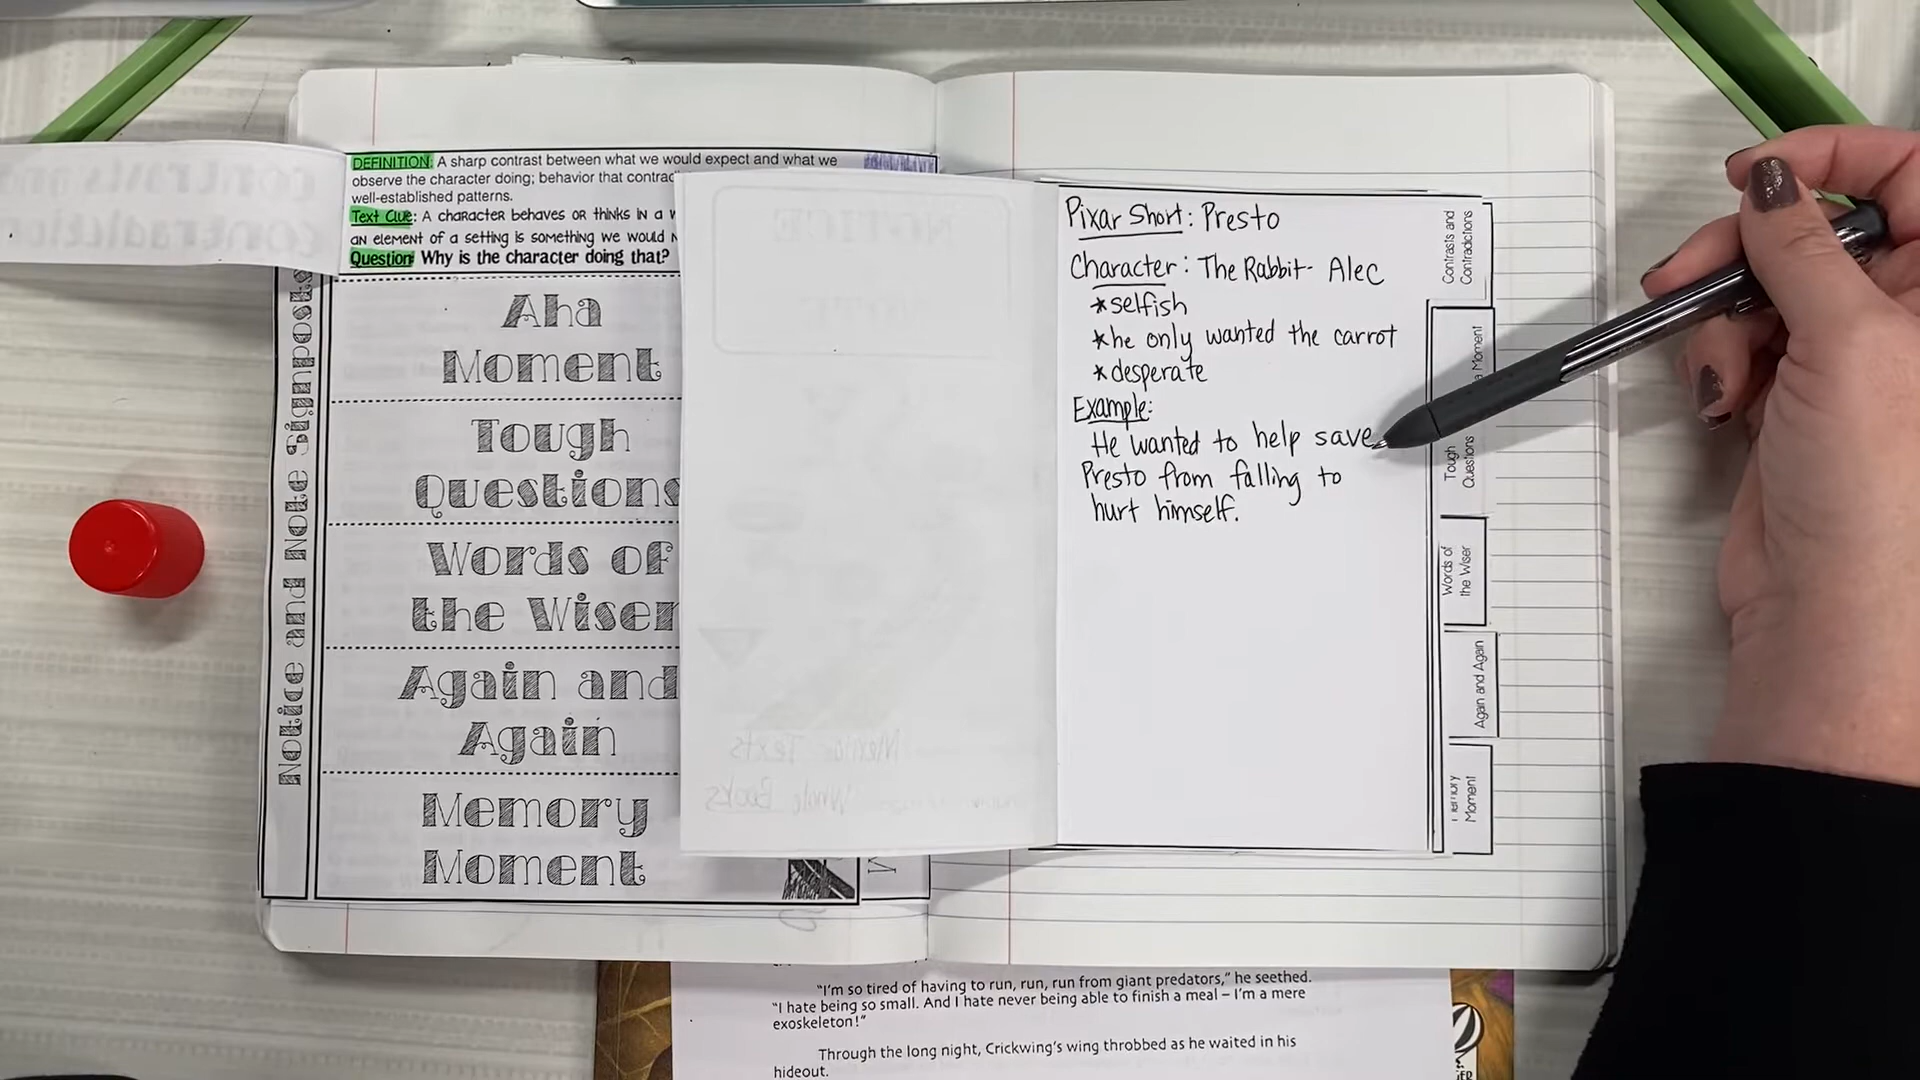 DEFINITION: A sharp contrast between what we would expect and what we
observe the character doing; behavior that contrad
well-established patterns.
Text Clue: A character behaves or thinks in a w
an element of a setting is something we would n
Question: Why is the character doing that?
Notice and Note Signposts
Aha
Moment
Tough
Questions
Words of
the Wiser
Again and
Again
Memory
Moment
Pixar Short: Presto
Character: The Rabbit- Alec
*selfish
*he only wanted the carrot
*desperate
Example:
He wanted to help save
Presto from falling to
hurt himself.
Contrasts and
Contradictions
a Moment
Tough
Questions
Words of
the Wiser
Again and Again
Memory
Moment
"I'm so tired of having to run, run, run from giant predators," he seethed.
"I hate being so small. And I hate never being able to finish a meal – I'm a mere
exoskeleton!"
Through the long night, Crickwing's wing throbbed as he waited in his
hideout.